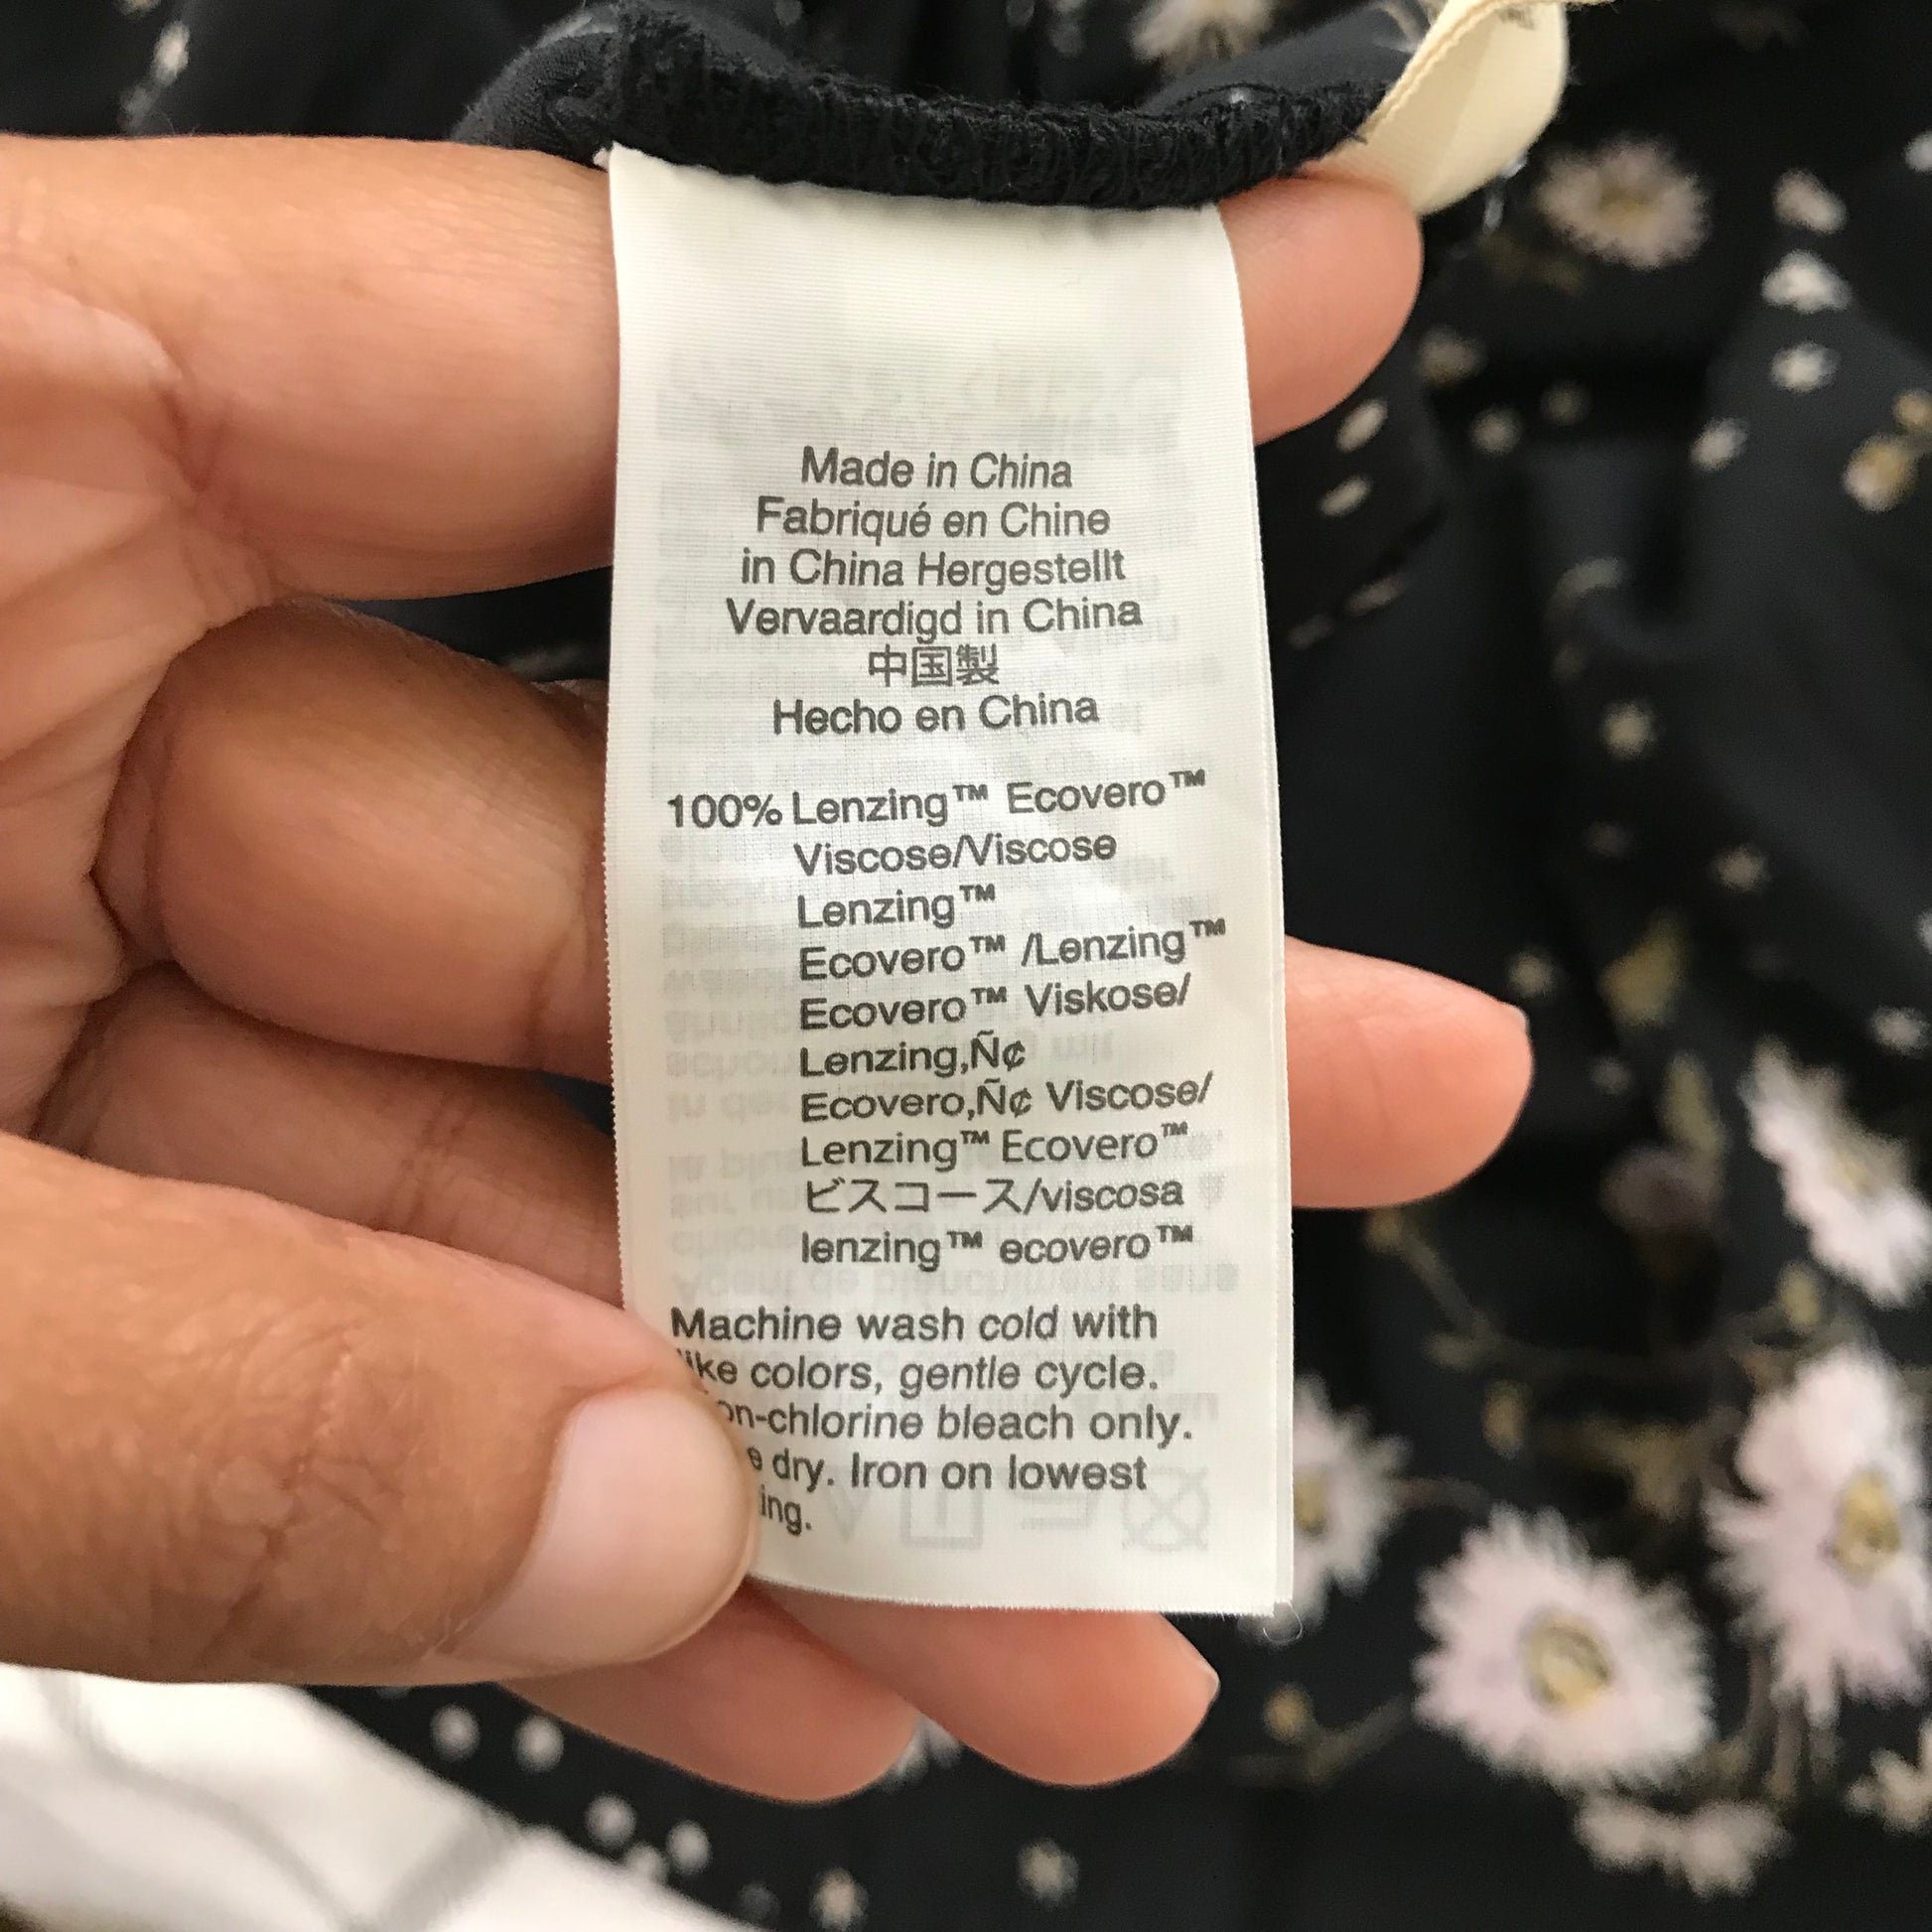 Made in China
Fabriqué en Chine
in China Hergestellt
Vervaardigd in China
中国製
Hecho en China
100% Lenzing™ Ecovero™
Viscose/Viscose
Lenzing™
Ecovero™ /Lenzing™
Ecovero™ Viskose/
Lenzing‚Ñ¢
Ecovero‚Ñ¢ Viscose/
Lenzing™ Ecovero™
ビスコース/viscosa
lenzing™ ecovero™
Machine wash cold with
colors, gentle cycle.
bleach only.
dry. Iron on lowest